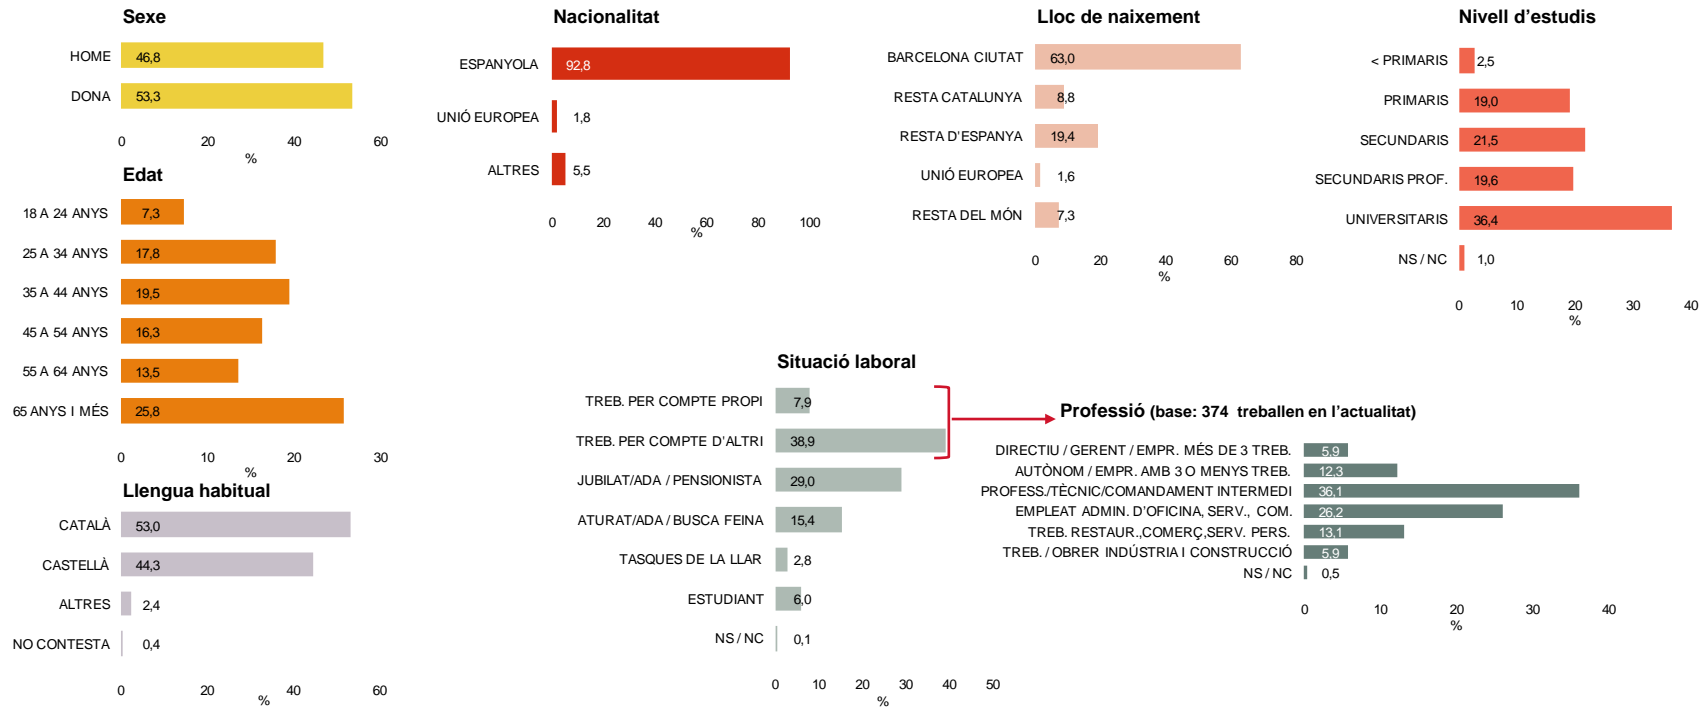 Sexe
HOME 46,8
DONA 53,3
0 20 40 60
%
Edat
18 A 24 ANYS 7,3
25 A 34 ANYS 17,8
35 A 44 ANYS 19,5
45 A 54 ANYS 16,3
55 A 64 ANYS 13,5
65 ANYS I MÉS 25,8
0 10 20 30
%
Llengua habitual
CATALÀ 53,0
CASTELLÀ 44,3
ALTRES 2,4
NO CONTESTA 0,4
0 20 40 60
%
Nacionalitat
ESPANYOLA 92,8
UNIÓ EUROPEA 1,8
ALTRES 5,5
0 20 40 60 80 100
%
Lloc de naixement
BARCELONA CIUTAT 63,0
RESTA CATALUNYA 8,8
RESTA D'ESPANYA 19,4
UNIÓ EUROPEA 1,6
RESTA DEL MÓN 7,3
0 20 40 60 80
%
Nivell d'estudis
< PRIMARIS 2,5
PRIMARIS 19,0
SECUNDARIS 21,5
SECUNDARIS PROF. 19,6
UNIVERSITARIS 36,4
NS / NC 1,0
0 10 20 30 40
%
Situació laboral
TREB. PER COMPTE PROPI 7,9
TREB. PER COMPTE D'ALTRI 38,9
JUBILAT/ADA / PENSIONISTA 29,0
ATURAT/ADA / BUSCA FEINA 15,4
TASQUES DE LA LLAR 2,8
ESTUDIANT 6,0
NS / NC 0,1
0 10 20 30 40 50
%
Professió (base: 374 treballen en l'actualitat)
DIRECTIU / GERENT / EMPR. MÉS DE 3 TREB. 5,9
AUTÒNOM / EMPR. AMB 3 O MENYS TREB. 12,3
PROFESS./TÈCNIC/COMANDAMENT INTERMEDI 36,1
EMPLEAT ADMIN. D'OFICINA, SERV., COM. 26,2
TREB. RESTAUR.,COMERÇ,SERV. PERS. 13,1
TREB. / OBRER INDÚSTRIA I CONSTRUCCIÓ 5,9
NS / NC 0,5
0 10 20 30 40
%